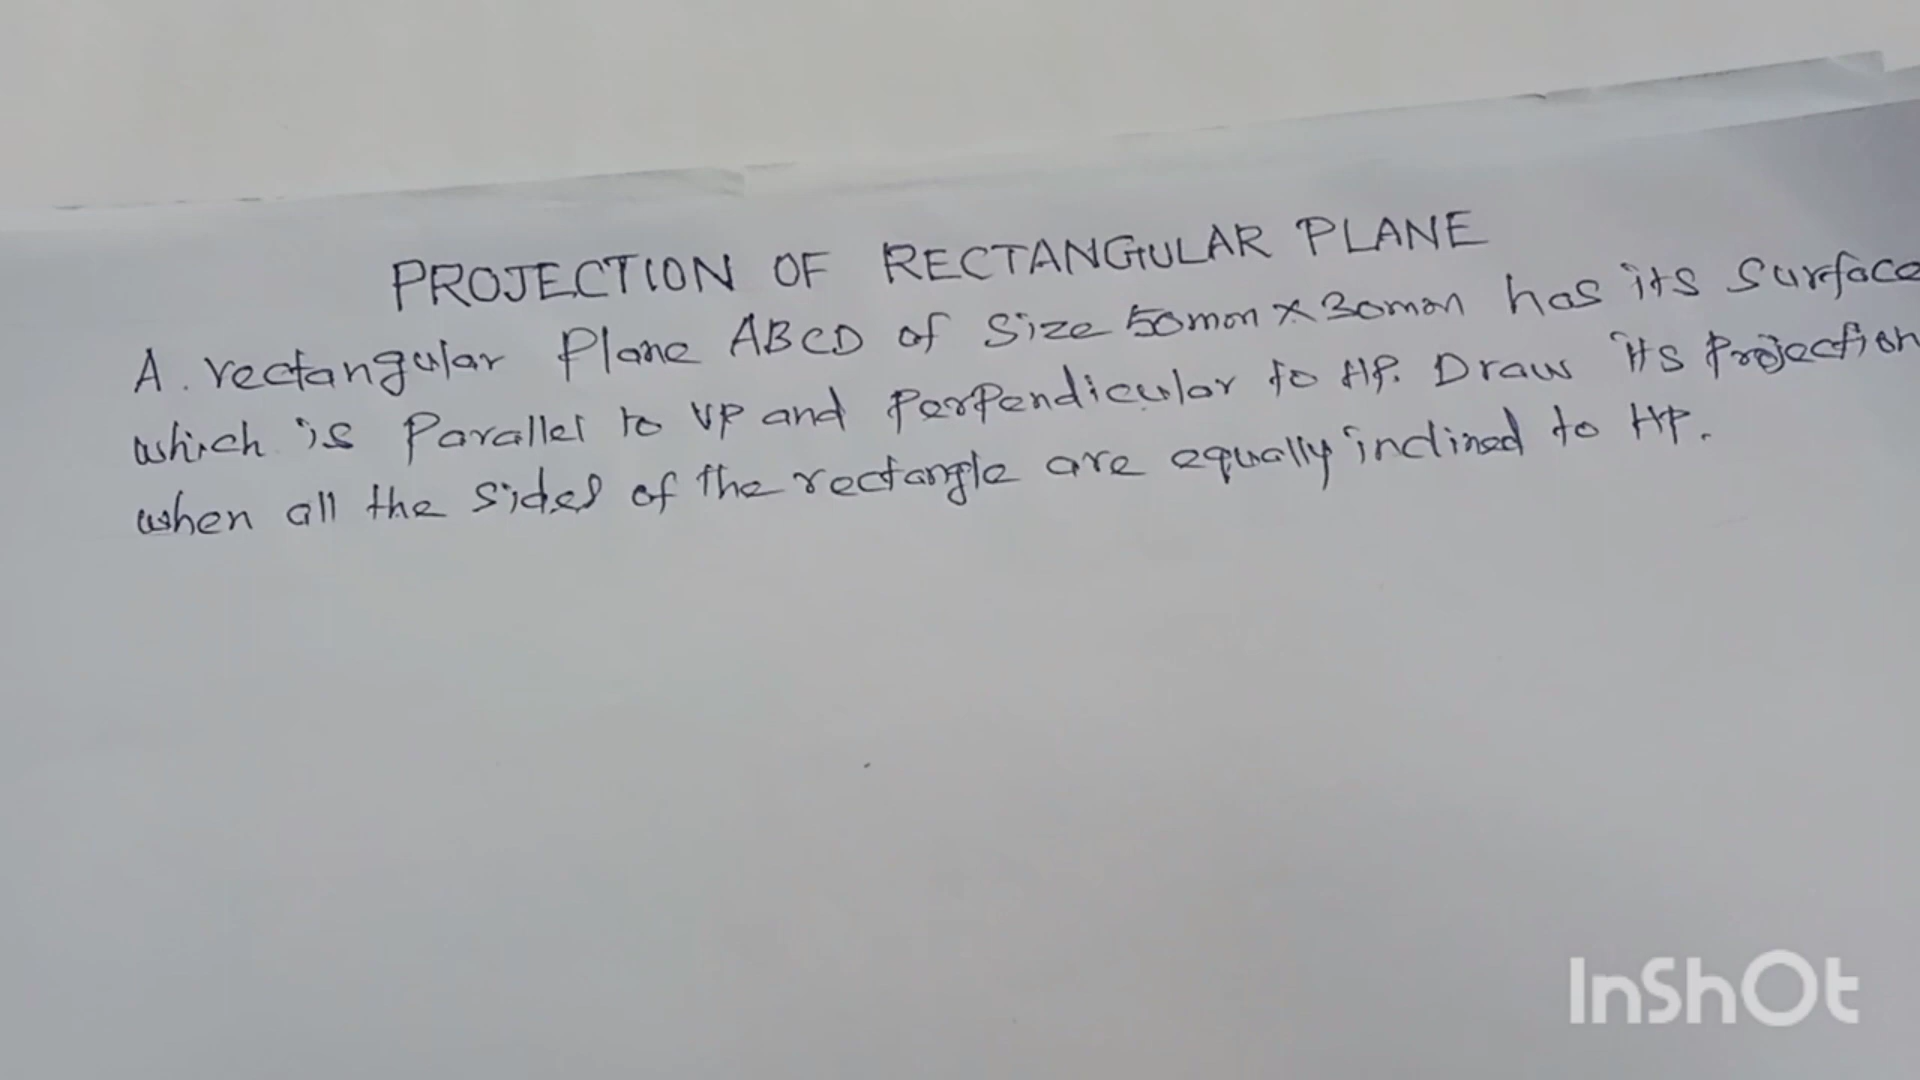 PROJECTION OF RECTANGULAR PLANE
A. rectangular Plane ABCD of Size 50mm x 30mm has its Surface
which is Parallel to VP and Perpendicular to HP. Draw its Projection
when all the sides of the rectangle are equally inclined to HP.
InShOt